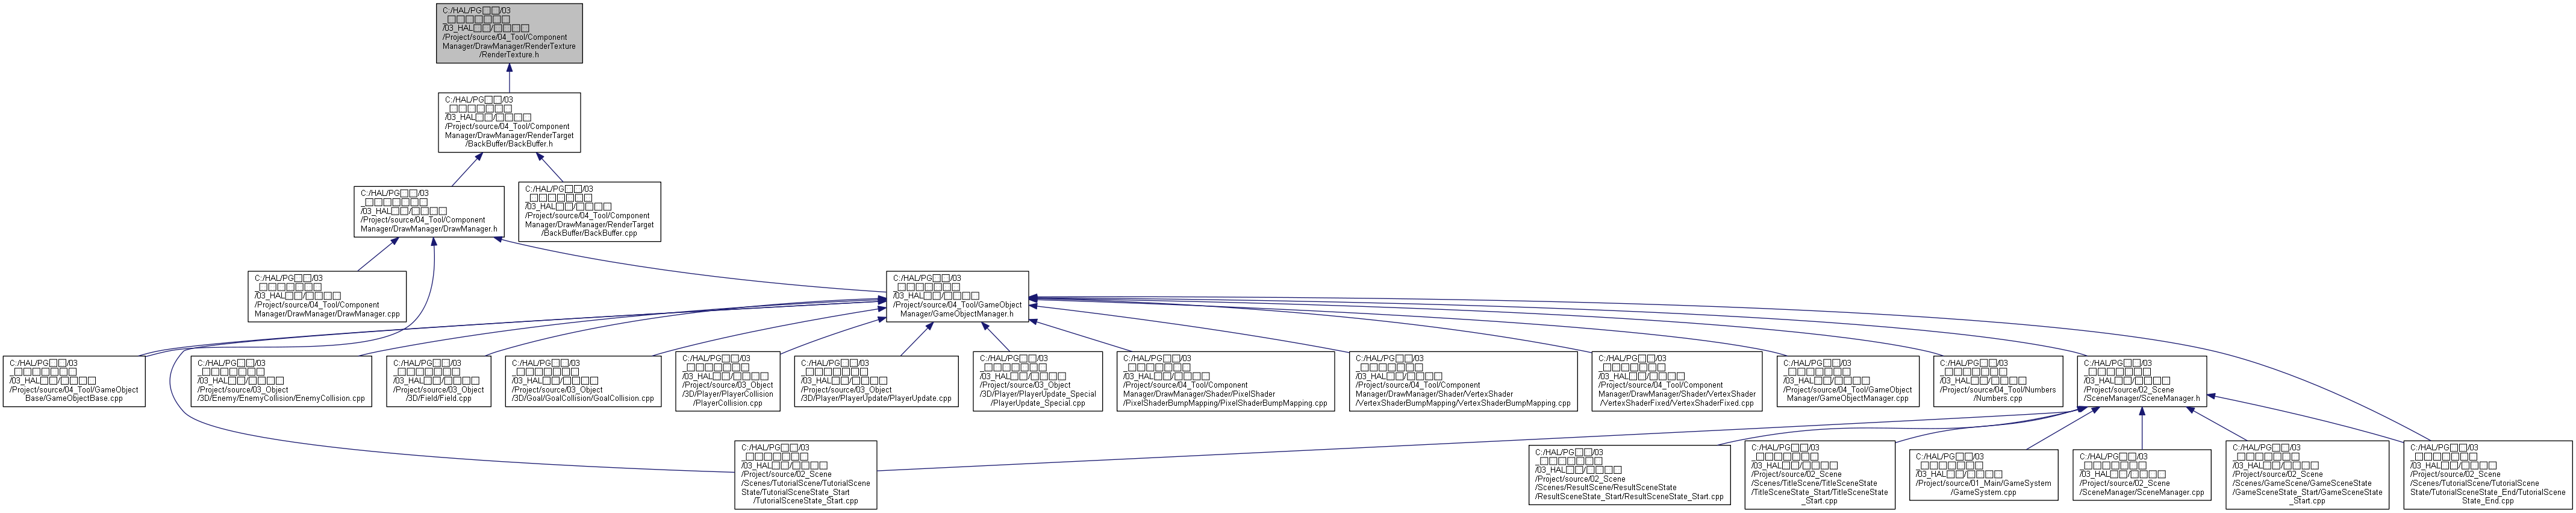 C:/HAL/PG□□/03
_□□□□□□□
/03_HAL□□/□□□□
/Project/source/04_Tool/Component
Manager/DrawManager/RenderTexture
/RenderTexture.h
C:/HAL/PG□□/03
_□□□□□□□
/03_HAL□□/□□□□
/Project/source/04_Tool/Component
Manager/DrawManager/RenderTarget
/BackBuffer/BackBuffer.h
C:/HAL/PG□□/03
_□□□□□□□
/03_HAL□□/□□□□
/Project/source/04_Tool/Component
Manager/DrawManager/DrawManager.h
C:/HAL/PG□□/03
_□□□□□□□
/03_HAL□□/□□□□
/Project/source/04_Tool/Component
Manager/DrawManager/RenderTarget
/BackBuffer/BackBuffer.cpp
C:/HAL/PG□□/03
_□□□□□□□
/03_HAL□□/□□□□
/Project/source/04_Tool/Component
Manager/DrawManager/DrawManager.cpp
C:/HAL/PG□□/03
_□□□□□□□
/03_HAL□□/□□□□
/Project/source/04_Tool/GameObject
Manager/GameObjectManager.h
C:/HAL/PG□□/03
_□□□□□□□
/03_HAL□□/□□□□
/Project/source/04_Tool/GameObject
Base/GameObjectBase.cpp
C:/HAL/PG□□/03
_□□□□□□□
/03_HAL□□/□□□□
/Project/source/03_Object
/3D/Enemy/EnemyCollision/EnemyCollision.cpp
C:/HAL/PG□□/03
_□□□□□□□
/03_HAL□□/□□□□
/Project/source/03_Object
/3D/Field/Field.cpp
C:/HAL/PG□□/03
_□□□□□□□
/03_HAL□□/□□□□
/Project/source/03_Object
/3D/Goal/GoalCollision/GoalCollision.cpp
C:/HAL/PG□□/03
_□□□□□□□
/03_HAL□□/□□□□
/Project/source/03_Object
/3D/Player/PlayerCollision
/PlayerCollision.cpp
C:/HAL/PG□□/03
_□□□□□□□
/03_HAL□□/□□□□
/Project/source/03_Object
/3D/Player/PlayerUpdate/PlayerUpdate.cpp
C:/HAL/PG□□/03
_□□□□□□□
/03_HAL□□/□□□□
/Project/source/03_Object
/3D/Player/PlayerUpdate_Special
/PlayerUpdate_Special.cpp
C:/HAL/PG□□/03
_□□□□□□□
/03_HAL□□/□□□□
/Project/source/04_Tool/Component
Manager/DrawManager/Shader/PixelShader
/PixelShaderBumpMapping/PixelShaderBumpMapping.cpp
C:/HAL/PG□□/03
_□□□□□□□
/03_HAL□□/□□□□
/Project/source/04_Tool/Component
Manager/DrawManager/Shader/VertexShader
/VertexShaderBumpMapping/VertexShaderBumpMapping.cpp
C:/HAL/PG□□/03
_□□□□□□□
/03_HAL□□/□□□□
/Project/source/04_Tool/Component
Manager/DrawManager/Shader/VertexShader
/VertexShaderFixed/VertexShaderFixed.cpp
C:/HAL/PG□□/03
_□□□□□□□
/03_HAL□□/□□□□
/Project/source/04_Tool/GameObject
Manager/GameObjectManager.cpp
C:/HAL/PG□□/03
_□□□□□□□
/03_HAL□□/□□□□
/Project/source/04_Tool/Numbers
/Numbers.cpp
C:/HAL/PG□□/03
_□□□□□□□
/03_HAL□□/□□□□
/Project/source/02_Scene
/SceneManager/SceneManager.h
C:/HAL/PG□□/03
_□□□□□□□
/03_HAL□□/□□□□
/Project/source/02_Scene
/Scenes/TutorialScene/TutorialScene
State/TutorialSceneState_Start
/TutorialSceneState_Start.cpp
C:/HAL/PG□□/03
_□□□□□□□
/03_HAL□□/□□□□
/Project/source/02_Scene
/Scenes/ResultScene/ResultSceneState
/ResultSceneState_Start/ResultSceneState_Start.cpp
C:/HAL/PG□□/03
_□□□□□□□
/03_HAL□□/□□□□
/Project/source/02_Scene
/Scenes/TitleScene/TitleSceneState
/TitleSceneState_Start/TitleSceneState
_Start.cpp
C:/HAL/PG□□/03
_□□□□□□□
/03_HAL□□/□□□□
/Project/source/01_Main/GameSystem
/GameSystem.cpp
C:/HAL/PG□□/03
_□□□□□□□
/03_HAL□□/□□□□
/Project/source/02_Scene
/SceneManager/SceneManager.cpp
C:/HAL/PG□□/03
_□□□□□□□
/03_HAL□□/□□□□
/Project/source/02_Scene
/Scenes/GameScene/GameSceneState
/GameSceneState_Start/GameSceneState
_Start.cpp
C:/HAL/PG□□/03
_□□□□□□□
/03_HAL□□/□□□□
/Project/source/02_Scene
/Scenes/TutorialScene/TutorialScene
State/TutorialSceneState_End/TutorialScene
State_End.cpp